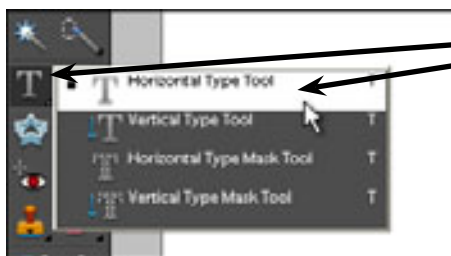 T
Horizontal Type Tool T
Vertical Type Tool T
Horizontal Type Mask Tool T
Vertical Type Mask Tool T